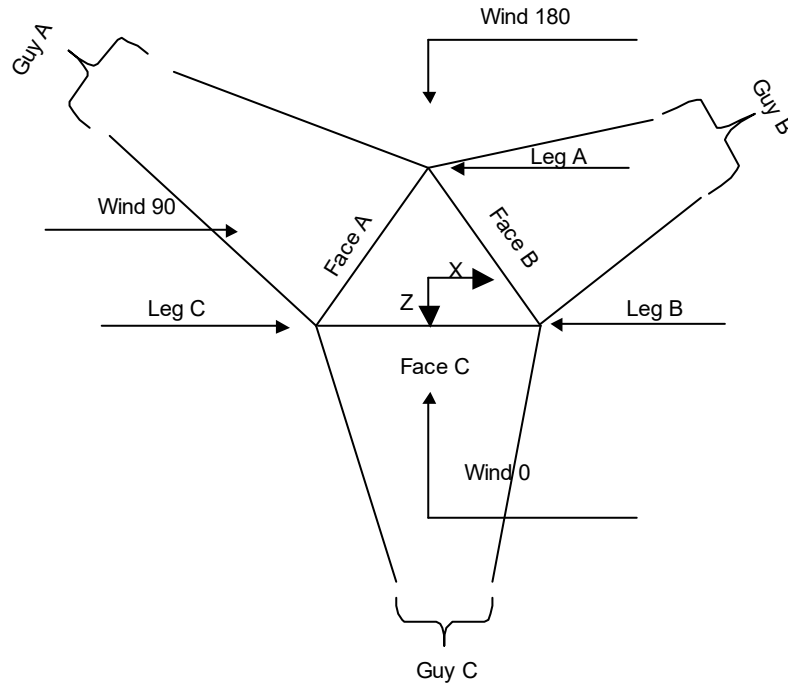 Wind 180
Guy A
Guy B
Leg A
Wind 90
Face A
Face B
X
Z
Leg C
Leg B
Face C
Wind 0
Guy C